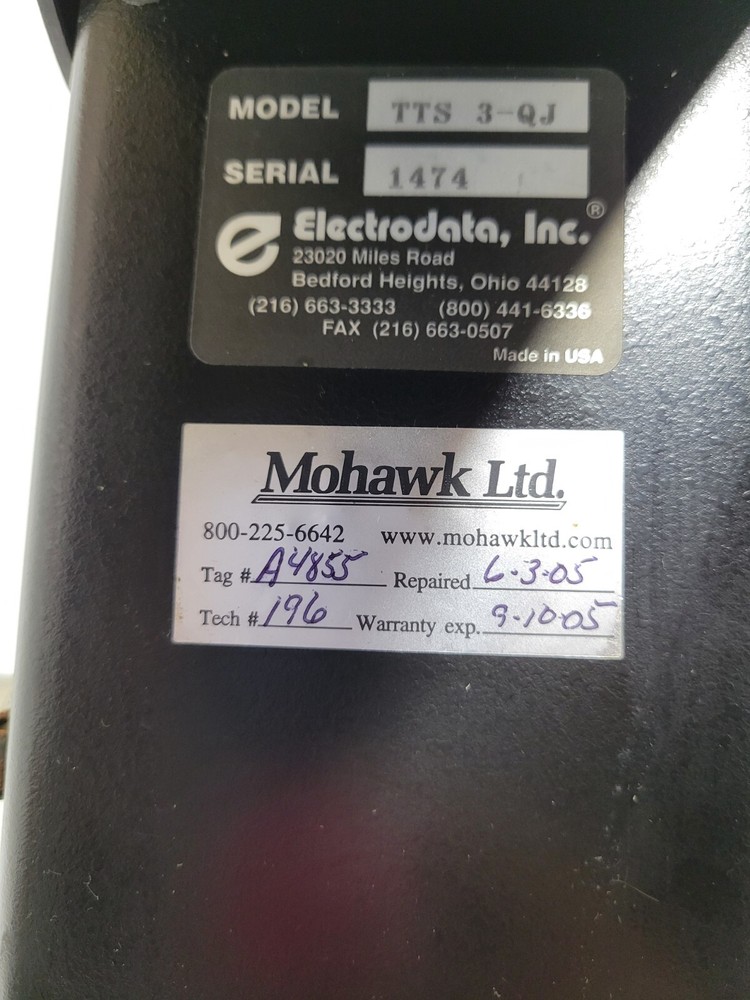 MODEL TTS 3-QJ
SERIAL 1474
e Electrodata, Inc.®
23020 Miles Road
Bedford Heights, Ohio 44128
(216) 663-3333 (800) 441-6336
FAX (216) 663-0507
Made in USA
Mohawk Ltd.
800-225-6642 www.mohawkltd.com
Tag # A4855 Repaired 6-3-05
Tech # 196 Warranty exp. 9-10-05